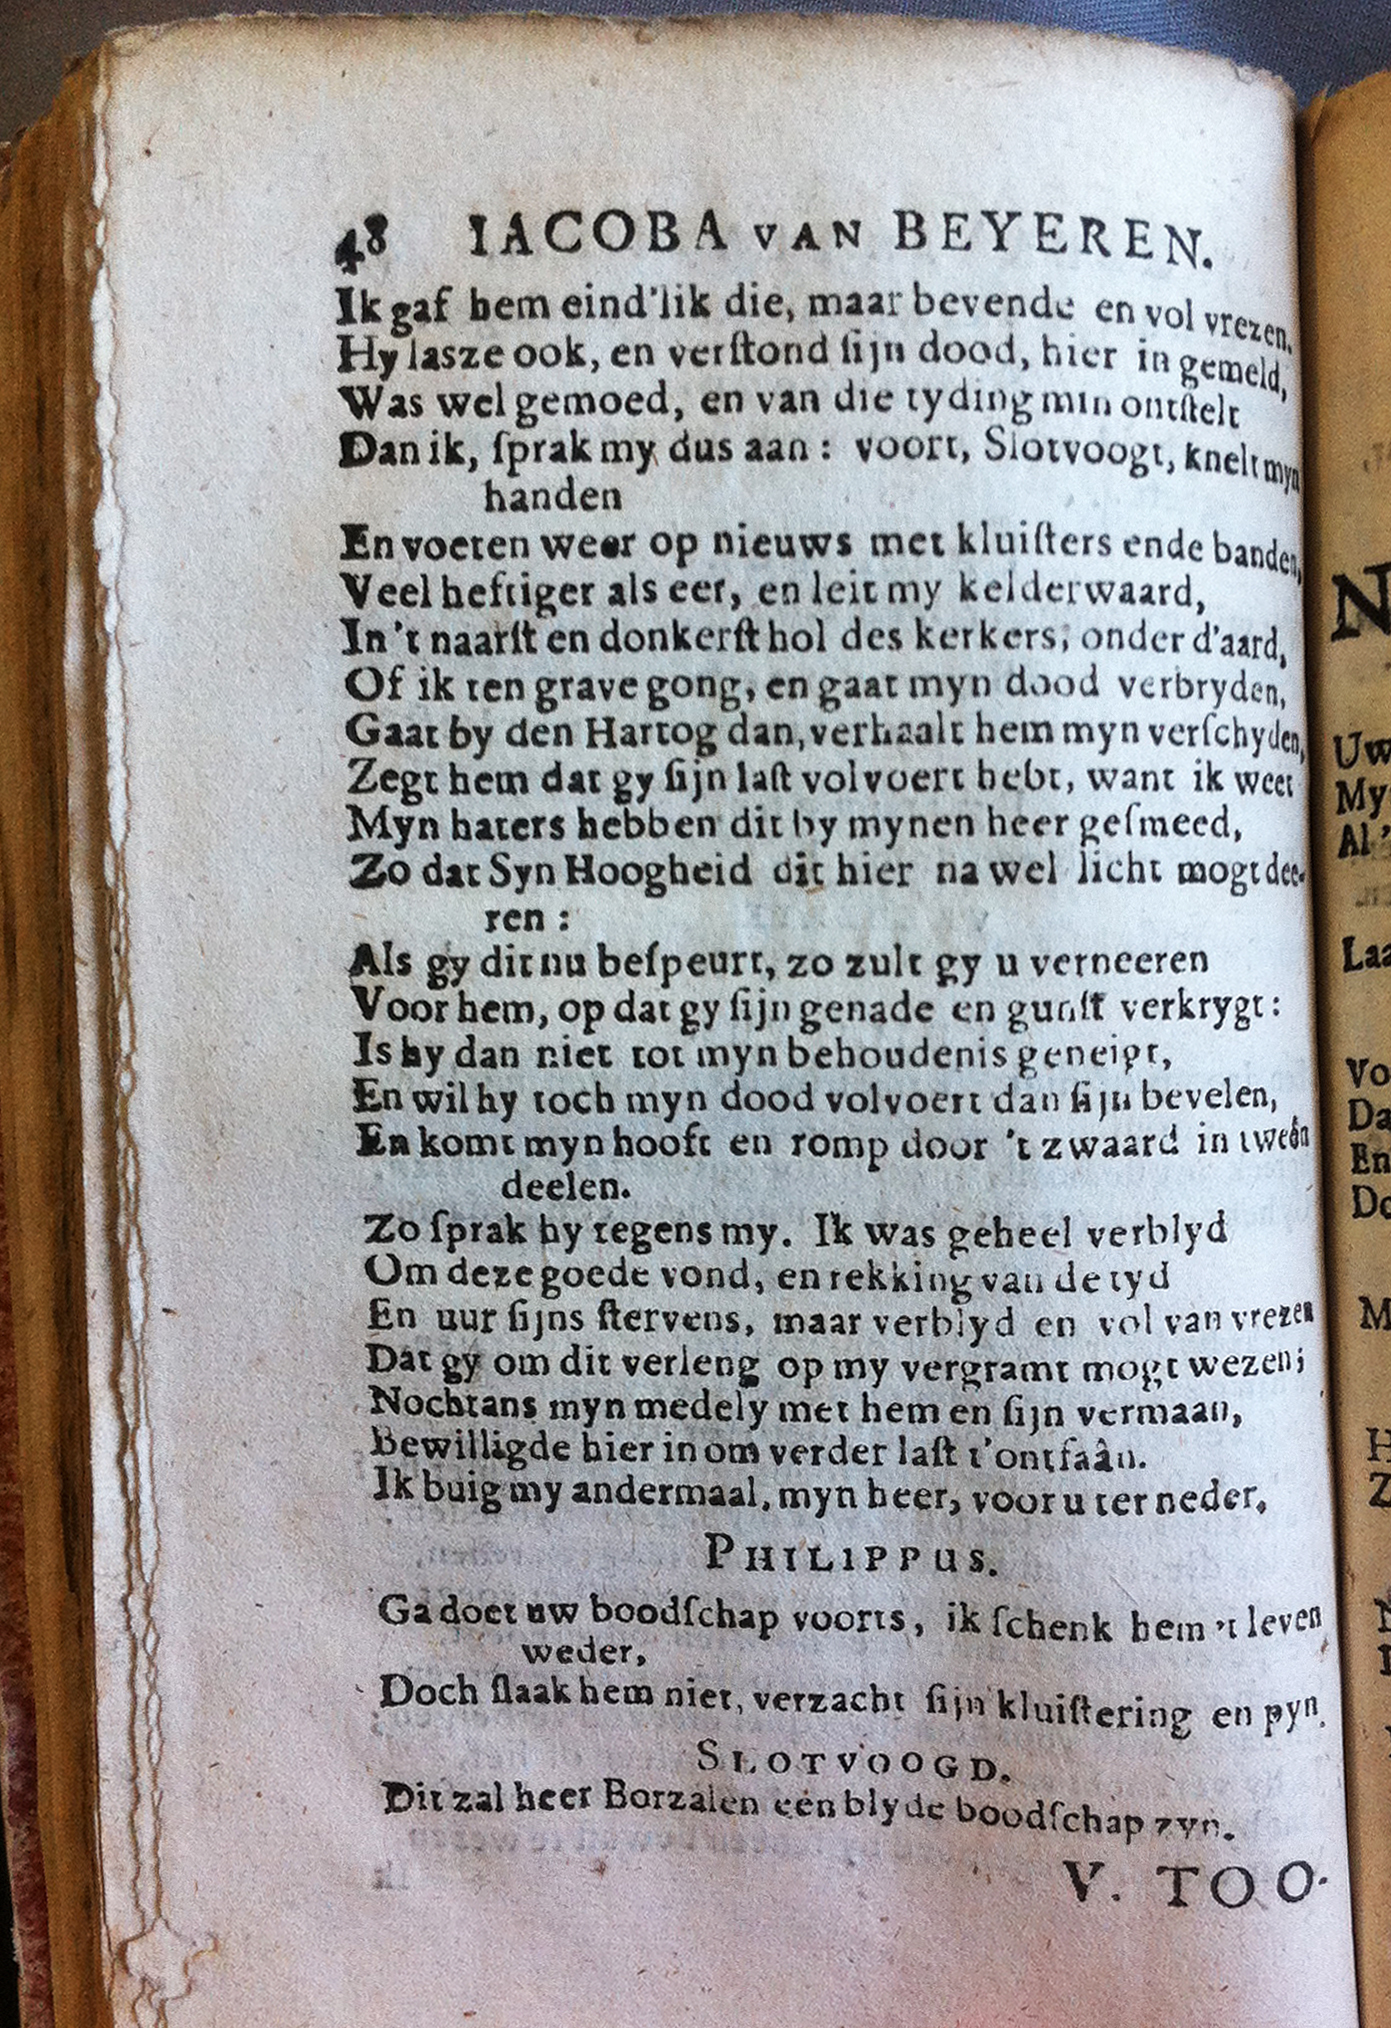 48 IACOBA VAN BEYEREN.
Ik gaf hem eind'lik die, maar bevende en vol vrezen.
Hy lasze ook, en verſtond ſijn dood, hier in gemeld,
Was wel gemoed, en van die tyding min ontſtelt
Dan ik, ſprak my dus aan: voort, Slotvoogt, knelt myn
handen
En voeten weer op nieuws met kluiſters ende banden,
Veel heftiger als eer, en leit my kelderwaard,
In 't naarſt en donkerſt hol des kerkers, onder d'aard,
Of ik ten grave gong, en gaat myn dood verbryden,
Gaat by den Hartog dan, verhaalt hem myn verſchyden,
Zegt hem dat gy ſijn laſt volvoert hebt, want ik weet
Myn haters hebben dit by mynen heer geſmeed,
Zo dat Syn Hoogheid dit hier na wel licht mogt dee-
ren:
Als gy dit nu beſpeurt, zo zult gy u verneeren
Voor hem, op dat gy ſijn genade en gunſt verkrygt:
Is hy dan niet tot myn behoudenis geneigt,
En wil hy toch myn dood volvoert dan ſijn bevelen,
En komt myn hooft en romp door 't zwaard in tweên
deelen.
Zo ſprak hy tegens my. Ik was geheel verblyd
Om deze goede vond, en rekking van de tyd
En uur ſijns ſtervens, maar verblyd en vol van vrezen
Dat gy om dit verleng op my vergramt mogt wezen;
Nochtans myn medely met hem en ſijn vermaan,
Bewilligde hier in om verder laſt t'ontfaân.
Ik buig my andermaal, myn heer, voor u ter neder.
PHILIPPUS.
Ga doet uw boodſchap voorts, ik ſchenk hem 't leven
weder,
Doch ſlaak hem niet, verzacht ſijn kluiſtering en pyn.
SLOTVOOGD.
Dit zal heer Borzalen een blyde boodſchap zyn.
V. TOO-
N
Uw
My
Al
Laa
Vo
Da
En
Do
M
H
Z